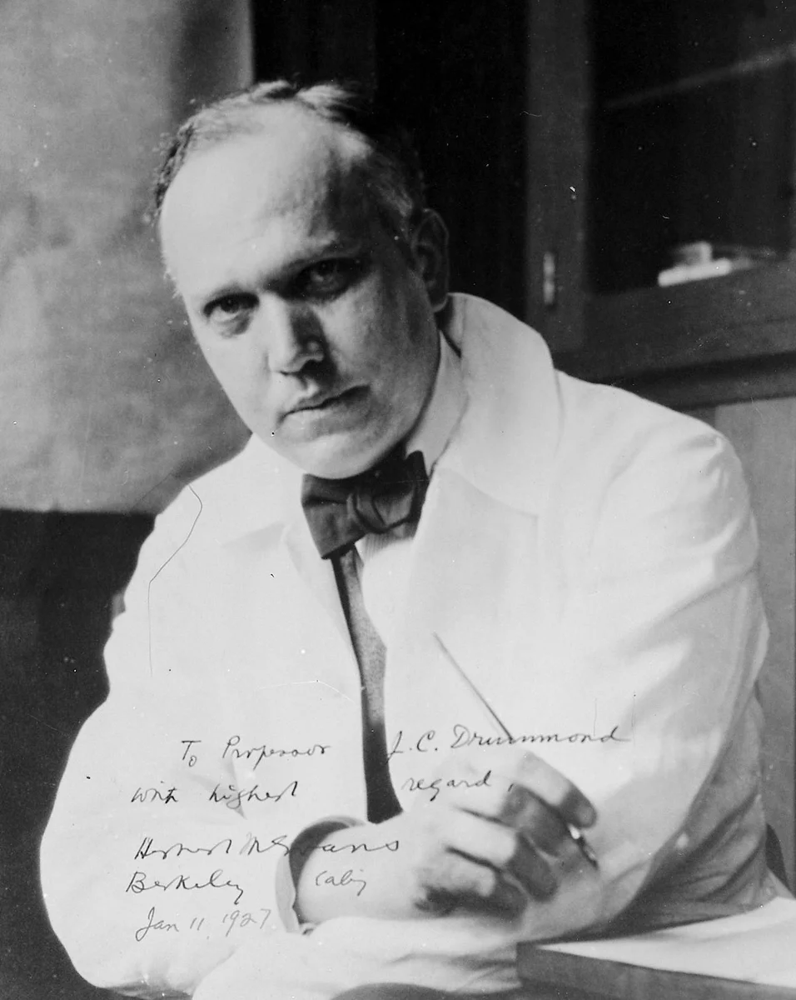 To Professor J. C. Drummond
with highest regard,
Herbert M Evans
Berkeley Calif
Jan 11, 1927